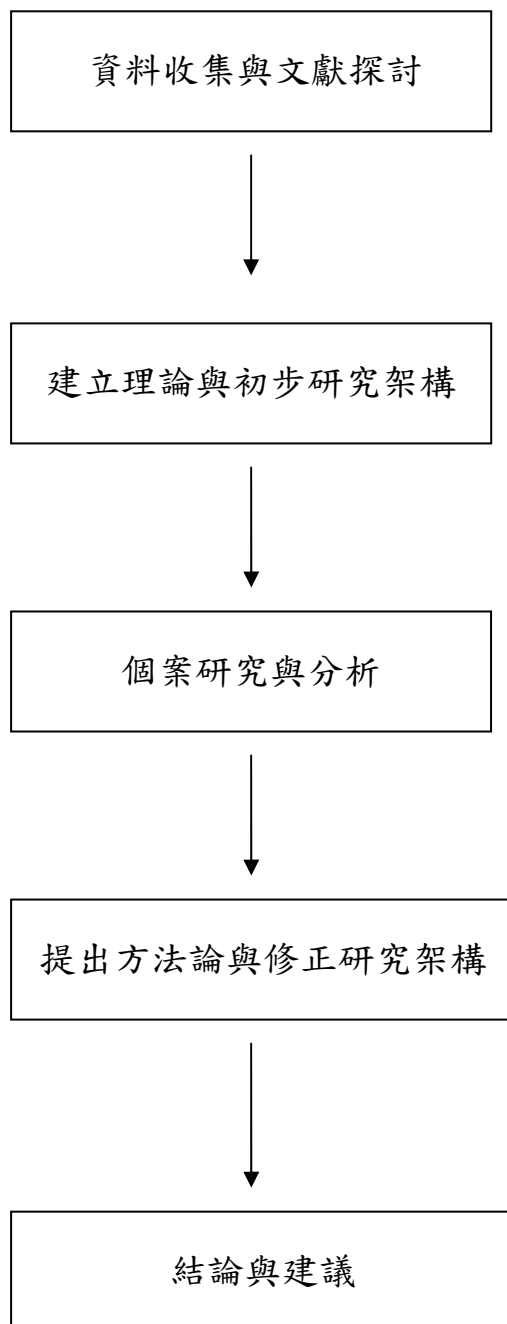 資料收集與文獻探討
建立理論與初步研究架構
個案研究與分析
提出方法論與修正研究架構
結論與建議